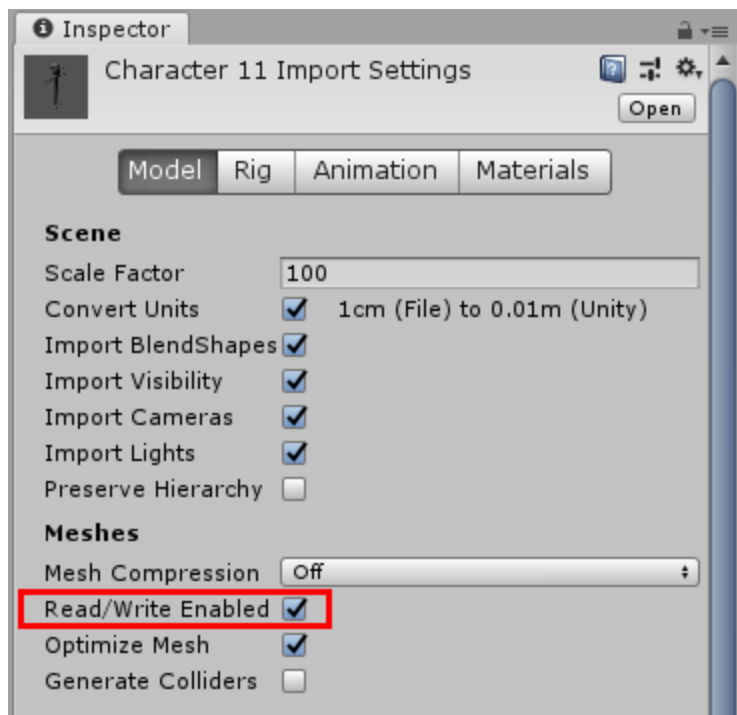 Inspector
Character 11 Import Settings
Open
Model Rig Animation Materials
Scene
Scale Factor 100
Convert Units 1cm (File) to 0.01m (Unity)
Import BlendShapes
Import Visibility
Import Cameras
Import Lights
Preserve Hierarchy
Meshes
Mesh Compression Off
Read/Write Enabled
Optimize Mesh
Generate Colliders